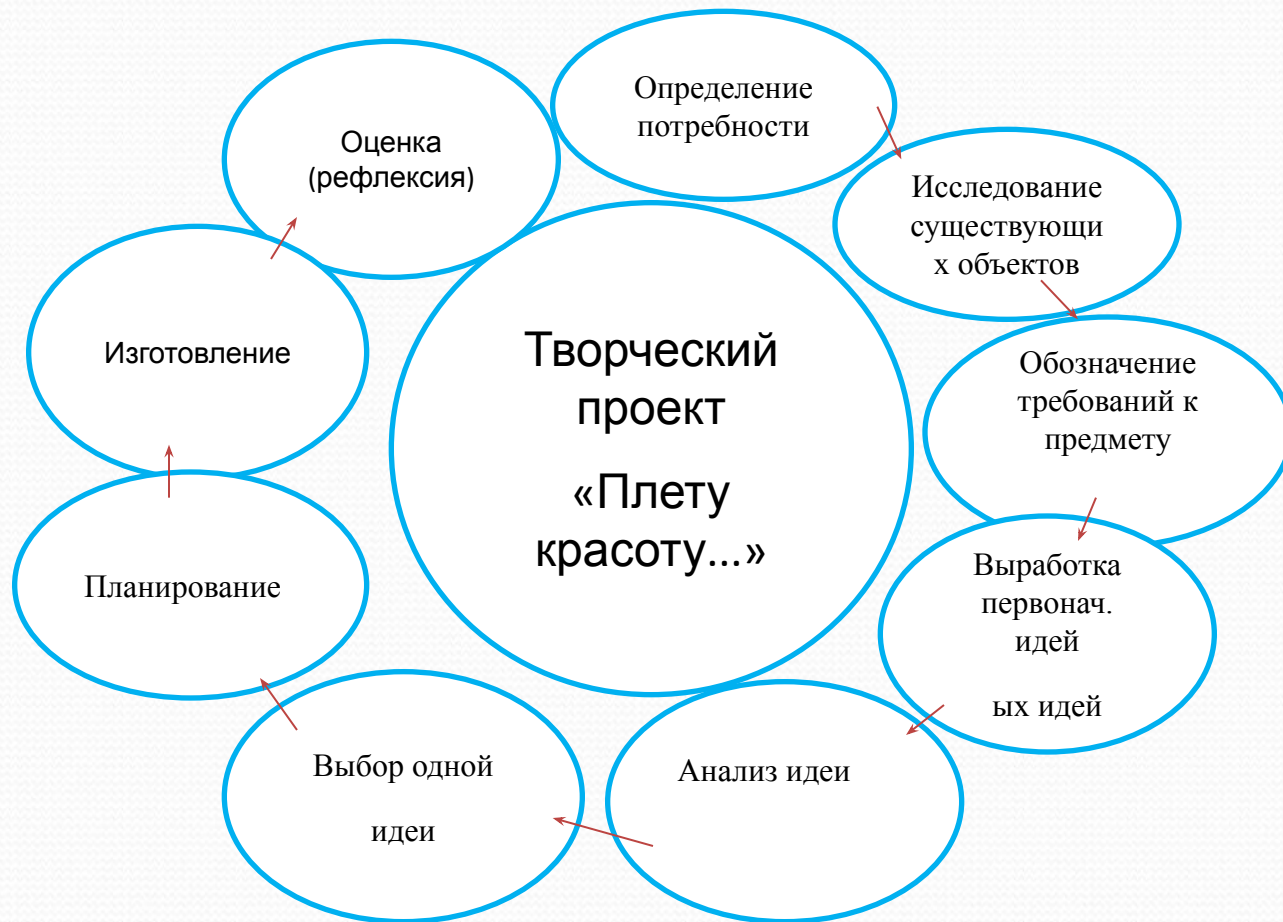 Определение
потребности
Исследование
существующи
х объектов
Обозначение
требований к
предмету
Выработка
первонач.
идей
ых идей
Анализ идеи
Выбор одной
идеи
Планирование
Изготовление
Оценка
(рефлексия)
Творческий
проект
«Плету
красоту...»